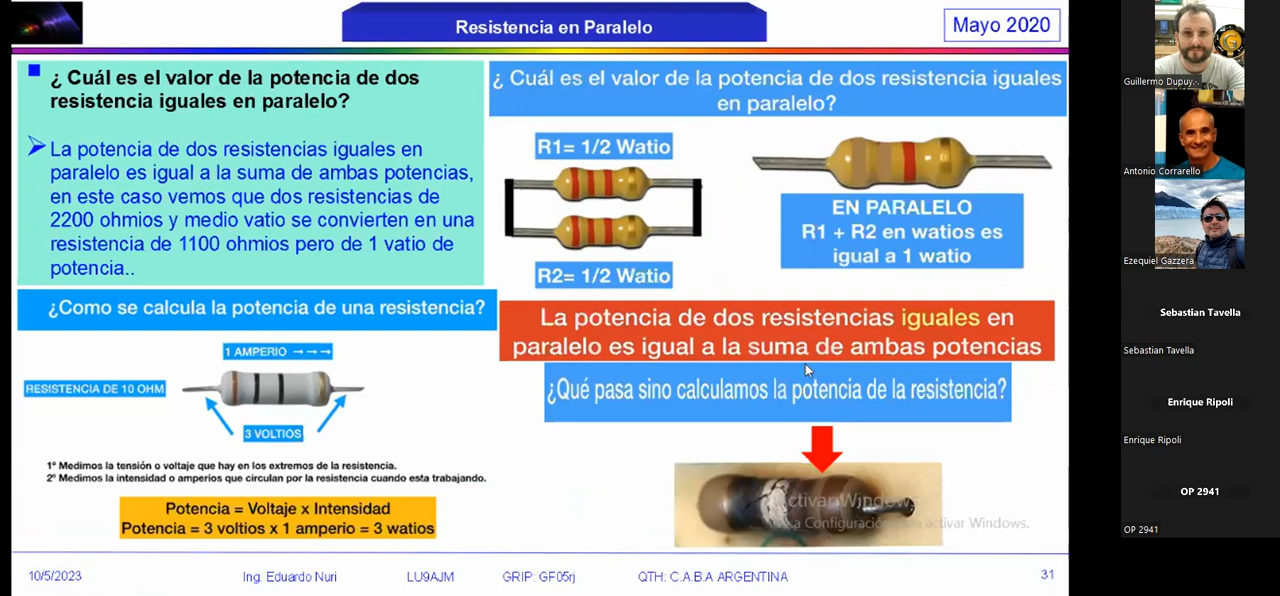 Resistencia en Paralelo
Mayo 2020
¿ Cuál es el valor de la potencia de dos
resistencia iguales en paralelo?
La potencia de dos resistencias iguales en
paralelo es igual a la suma de ambas potencias,
en este caso vemos que dos resistencias de
2200 ohmios y medio vatio se convierten en una
resistencia de 1100 ohmios pero de 1 vatio de
potencia..
¿Como se calcula la potencia de una resistencia?
1 AMPERIO → → →
RESISTENCIA DE 10 OHM
3 VOLTIOS
1º Medimos la tensión o voltaje que hay en los extremos de la resistencia.
2º Medimos la intensidad o amperios que circulan por la resistencia cuando esta trabajando.
Potencia = Voltaje x Intensidad
Potencia = 3 voltios x 1 amperio = 3 watios
¿ Cuál es el valor de la potencia de dos resistencia iguales
en paralelo?
R1= 1/2 Watio
R2= 1/2 Watio
EN PARALELO
R1 + R2 en watios es
igual a 1 watio
La potencia de dos resistencias iguales en
paralelo es igual a la suma de ambas potencias
¿Qué pasa sino calculamos la potencia de la resistencia?
Activar Windows
a Configuración para activar Windows.
10/5/2023
Ing. Eduardo Nuri
LU9AJM
GRIP: GF05rj
QTH: C.A.B.A ARGENTINA
31
Guillermo Dupuy...
Antonio Corrarello
Ezequiel Gazzera
Sebastian Tavella
Sebastian Tavella
Enrique Ripoli
Enrique Ripoli
OP 2941
OP 2941